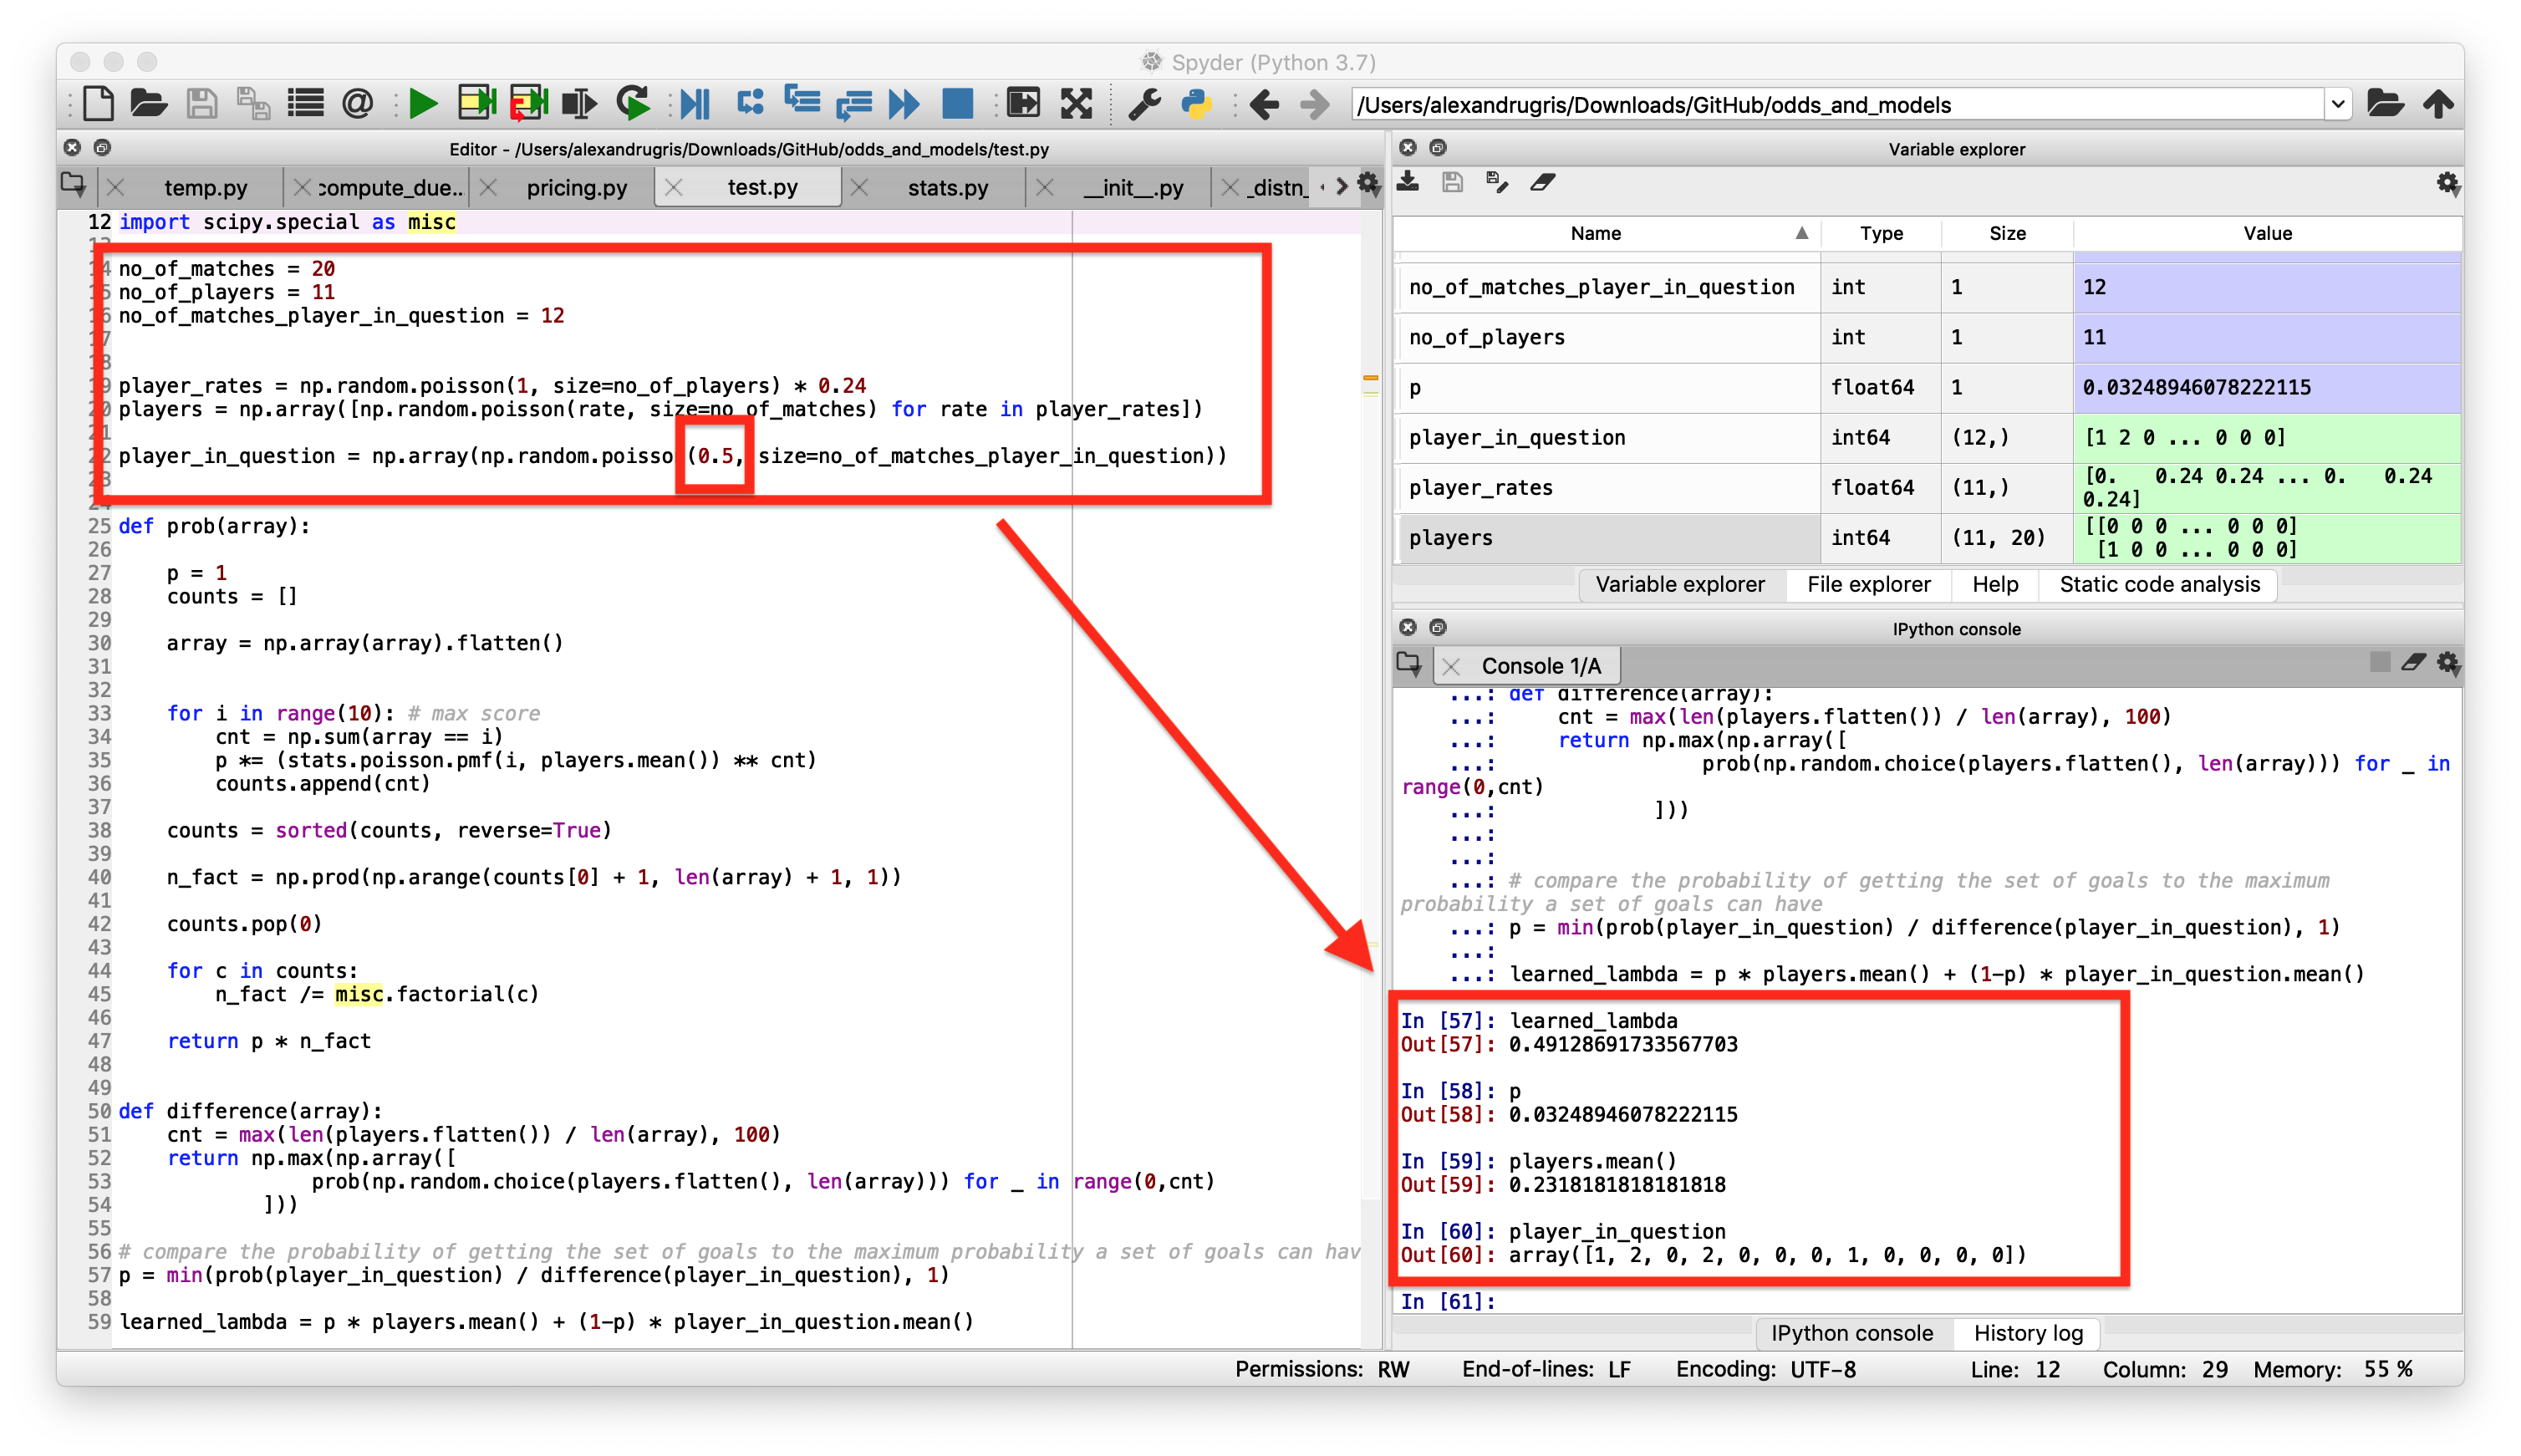 Spyder (Python 3.7)
/Users/alexandrugris/Downloads/GitHub/odds_and_models
Editor - /Users/alexandrugris/Downloads/GitHub/odds_and_models/test.py
temp.py
compute_due..
pricing.py
test.py
stats.py
__init__.py
_distn_
12 import scipy.special as misc
13
14 no_of_matches = 20
15 no_of_players = 11
16 no_of_matches_player_in_question = 12
17
18
19 player_rates = np.random.poisson(1, size=no_of_players) * 0.24
20 players = np.array([np.random.poisson(rate, size=no_of_matches) for rate in player_rates])
21
22 player_in_question = np.array(np.random.poisso (0.5, size=no_of_matches_player_in_question))
23
24
25 def prob(array):
26
27     p = 1
28     counts = []
29
30     array = np.array(array).flatten()
31
32
33     for i in range(10): # max score
34         cnt = np.sum(array == i)
35         p *= (stats.poisson.pmf(i, players.mean()) ** cnt)
36         counts.append(cnt)
37
38     counts = sorted(counts, reverse=True)
39
40     n_fact = np.prod(np.arange(counts[0] + 1, len(array) + 1, 1))
41
42     counts.pop(0)
43
44     for c in counts:
45         n_fact /= misc.factorial(c)
46
47     return p * n_fact
48
49
50 def difference(array):
51     cnt = max(len(players.flatten()) / len(array), 100)
52     return np.max(np.array([
53                 prob(np.random.choice(players.flatten(), len(array))) for _ in range(0,cnt)
54             ]))
55
56 # compare the probability of getting the set of goals to the maximum probability a set of goals can hav
57 p = min(prob(player_in_question) / difference(player_in_question), 1)
58
59 learned_lambda = p * players.mean() + (1-p) * player_in_question.mean()
Variable explorer
Name Type Size Value
no_of_matches_player_in_question int 1 12
no_of_players int 1 11
p float64 1 0.03248946078222115
player_in_question int64 (12,) [1 2 0 ... 0 0 0]
player_rates float64 (11,) [0.   0.24 0.24 ... 0.   0.24
0.24]
players int64 (11, 20) [[0 0 0 ... 0 0 0]
[1 0 0 ... 0 0 0]
Variable explorer File explorer Help Static code analysis
IPython console
Console 1/A
...: def difference(array):
...:     cnt = max(len(players.flatten()) / len(array), 100)
...:     return np.max(np.array([
...:                 prob(np.random.choice(players.flatten(), len(array))) for _ in
range(0,cnt)
...:             ]))
...:
...:
...: # compare the probability of getting the set of goals to the maximum
probability a set of goals can have
...: p = min(prob(player_in_question) / difference(player_in_question), 1)
...:
...: learned_lambda = p * players.mean() + (1-p) * player_in_question.mean()
In [57]: learned_lambda
Out[57]: 0.49128691733567703
In [58]: p
Out[58]: 0.03248946078222115
In [59]: players.mean()
Out[59]: 0.2318181818181818
In [60]: player_in_question
Out[60]: array([1, 2, 0, 2, 0, 0, 0, 1, 0, 0, 0, 0])
In [61]:
IPython console History log
Permissions: RW End-of-lines: LF Encoding: UTF-8 Line: 12 Column: 29 Memory: 55 %